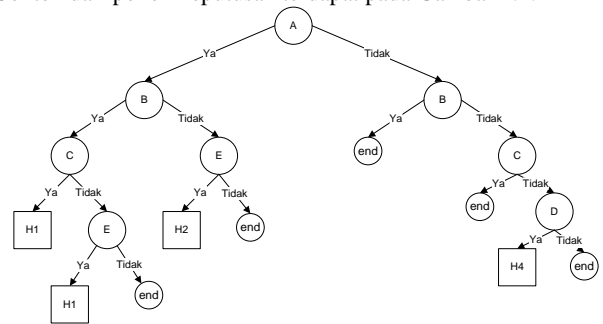 A
Ya Tidak
B B
Ya Tidak Ya Tidak
C E end C
Ya Tidak Ya Tidak Ya Tidak
H1 E H2 end end D
Ya Tidak Ya Tidak
H1 end H4 end